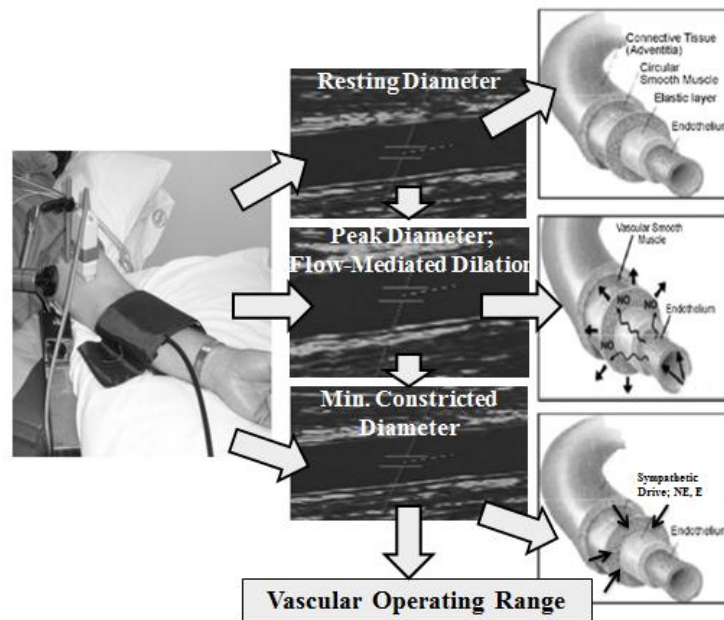 Resting Diameter
Peak Diameter;
Flow-Mediated Dilation
Min. Constricted
Diameter
Vascular Operating Range
Connective Tissue
(Adventitia)
Circular
Smooth Muscle
Elastic layer
Endothelium
Vascular Smooth
Muscle
NO
NO
NO
Endothelium
Sympathetic
Drive; NE, E
Endothelium